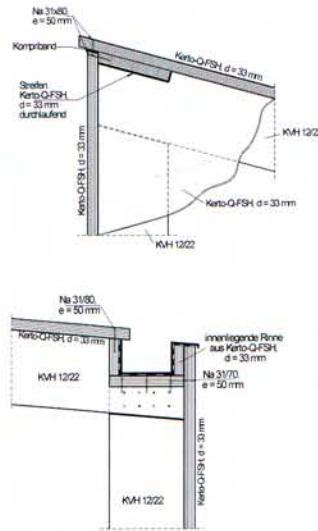 Na 31x80,
e = 50 mm
Kompriband
Streifen
Kerto-Q-FSH,
d = 33 mm
durchlaufend
Kerto-Q-FSH, d = 33 mm
Kerto-Q-FSH, d = 33 mm
KVH 12/22
Kerto-Q-FSH, d = 33 mm
KVH 12/22
Na 31/80,
e = 50 mm
Kerto-Q-FSH, d = 33 mm
innenliegende Rinne
aus Kerto-Q-FSH,
d = 33 mm
KVH 12/22
Na 31/70,
e = 50 mm
Kerto-Q-FSH, d = 33 mm
KVH 12/22